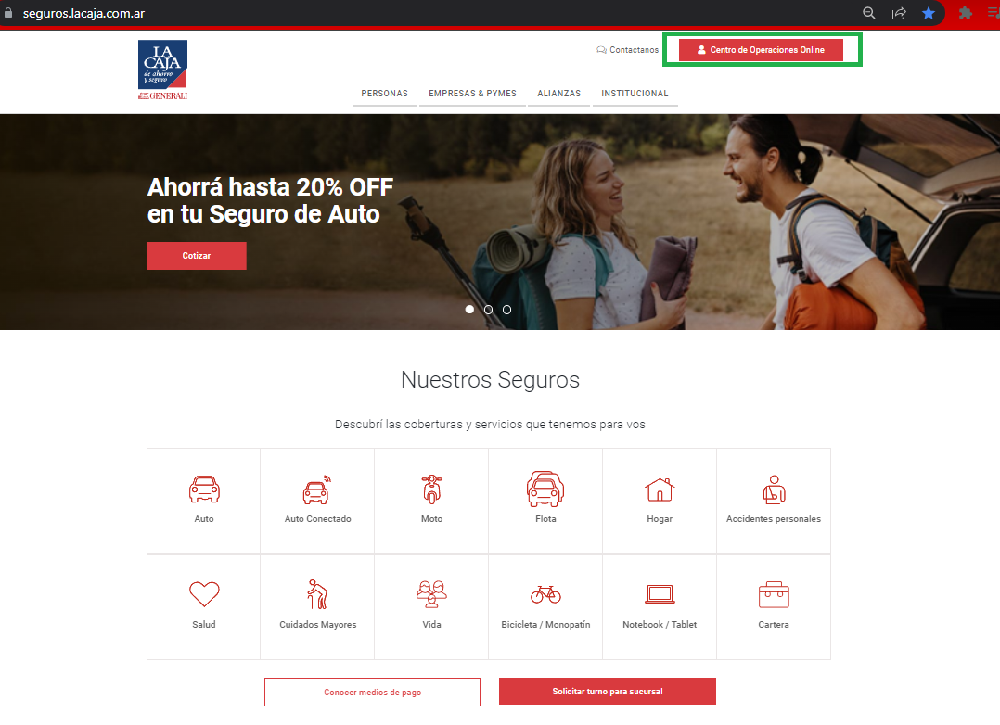 seguros.lacaja.com.ar
LA
CAJA
de ahorro
y seguro
GENERALI
Contactanos
Centro de Operaciones Online
PERSONAS
EMPRESAS & PYMES
ALIANZAS
INSTITUCIONAL
Ahorrá hasta 20% OFF
en tu Seguro de Auto
Cotizar
Nuestros Seguros
Descubrí las coberturas y servicios que tenemos para vos
Auto
Auto Conectado
Moto
Flota
Hogar
Accidentes personales
Salud
Cuidados Mayores
Vida
Bicicleta / Monopatín
Notebook / Tablet
Cartera
Conocer medios de pago
Solicitar turno para sucursal